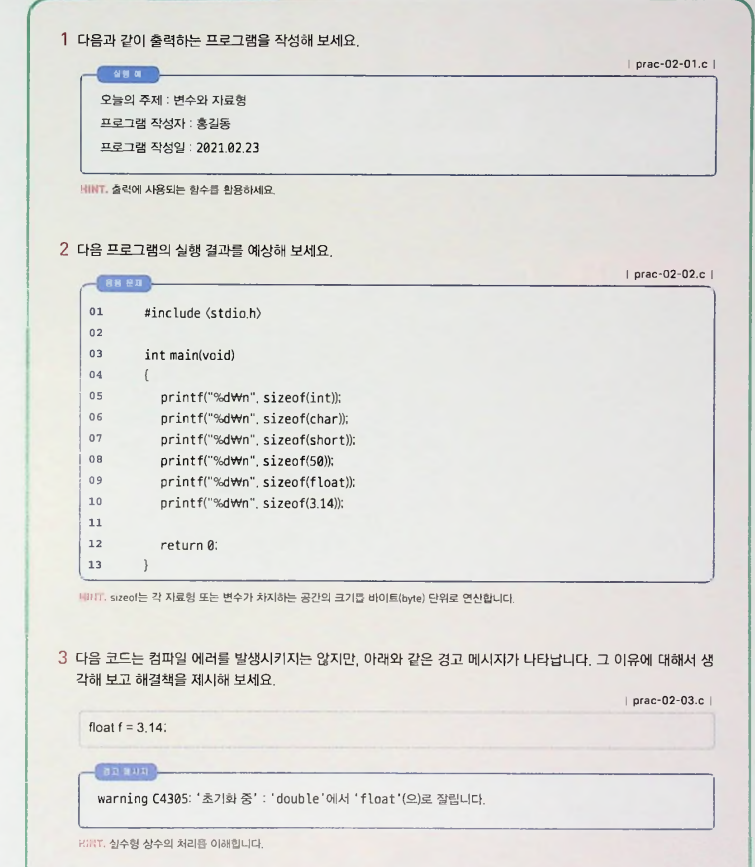 1 다음과 같이 출력하는 프로그램을 작성해 보세요.
| prac-02-01.c |
실행 예
오늘의 주제 : 변수와 자료형
프로그램 작성자 : 홍길동
프로그램 작성일 : 2021.02.23
HINT. 출력에 사용되는 함수를 활용하세요.
2 다음 프로그램의 실행 결과를 예상해 보세요.
| prac-02-02.c |
응용 문제
01 #include <stdio.h>
02
03 int main(void)
04 {
05 printf("%d₩n", sizeof(int));
06 printf("%d₩n", sizeof(char));
07 printf("%d₩n", sizeof(short));
08 printf("%d₩n", sizeof(50));
09 printf("%d₩n", sizeof(float));
10 printf("%d₩n", sizeof(3.14));
11
12 return 0;
13 }
HINT. sizeof는 각 자료형 또는 변수가 차지하는 공간의 크기를 바이트(byte) 단위로 연산합니다.
3 다음 코드는 컴파일 에러를 발생시키지는 않지만, 아래와 같은 경고 메시지가 나타납니다. 그 이유에 대해서 생
각해 보고 해결책을 제시해 보세요.
| prac-02-03.c |
float f = 3.14;
경고 메시지
warning C4305: '초기화 중' : 'double'에서 'float'(으)로 잘립니다.
HINT. 실수형 상수의 처리를 이해합니다.